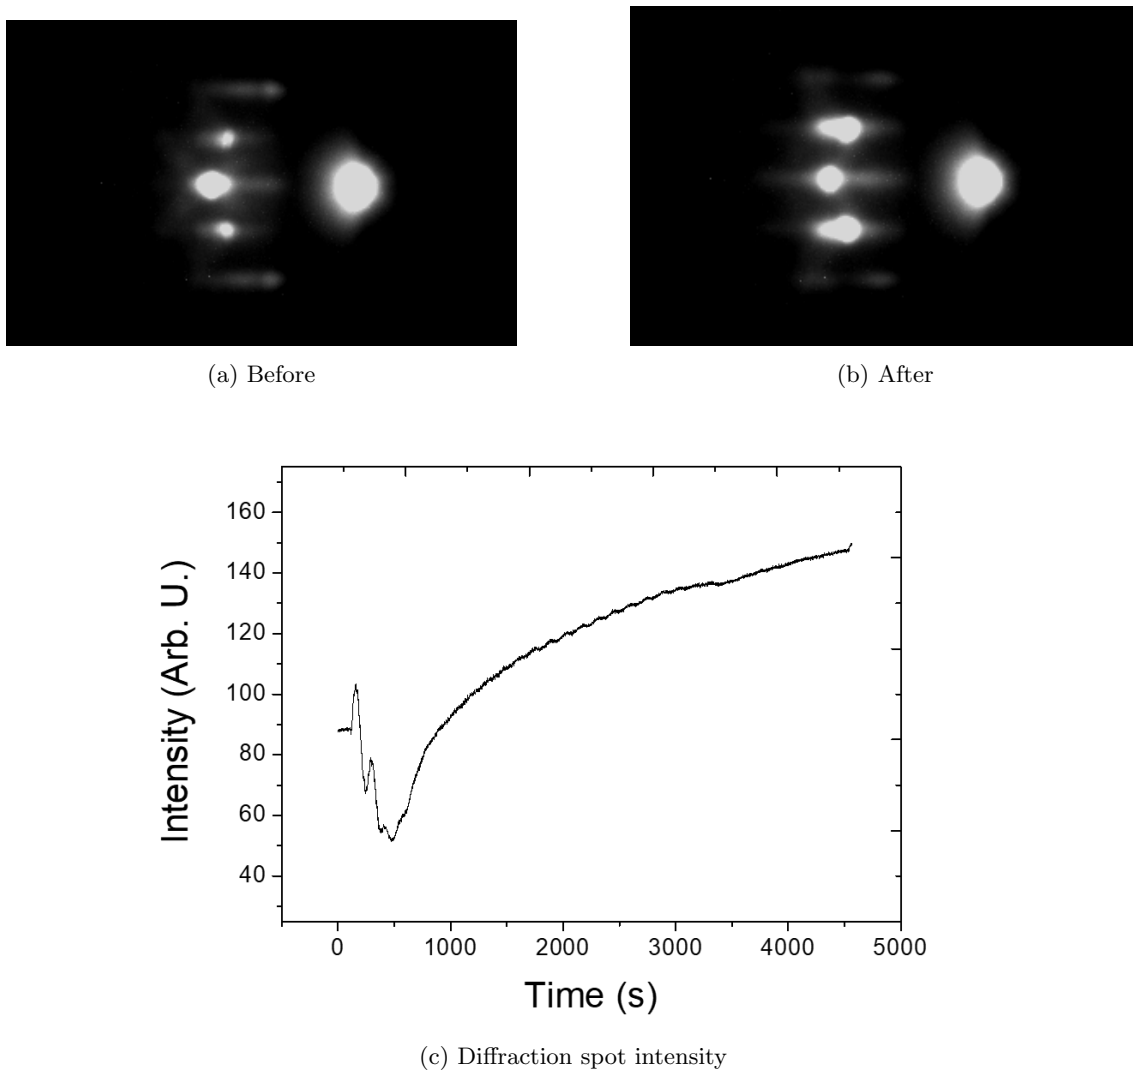 (a) Before
(b) After
160
140
120
100
80
60
40
Intensity (Arb. U.)
0 1000 2000 3000 4000 5000
Time (s)
(c) Diffraction spot intensity